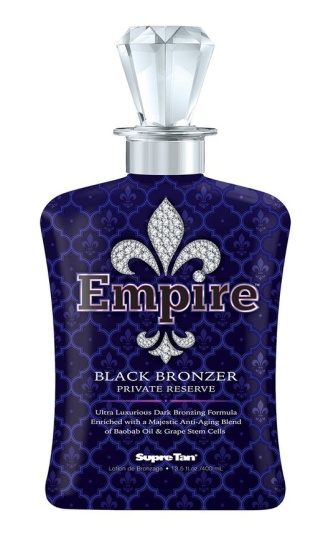 Empire™
BLACK BRONZER
PRIVATE RESERVE
Ultra Luxurious Dark Bronzing Formula
Enriched with a Majestic Anti-Aging Blend
of Baobab Oil & Grape Stem Cells
Supre Tan®
Lotion de Bronzage • 13.5 fl oz/400 mL